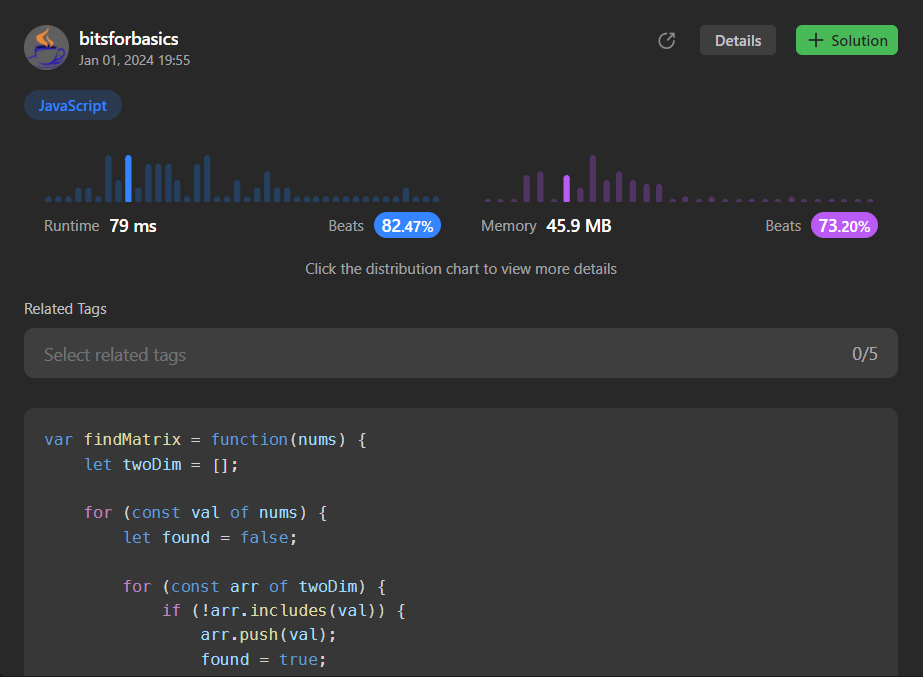 bitsforbasics
Jan 01, 2024 19:55
Details
+ Solution
JavaScript
Runtime 79 ms Beats 82.47%
Memory 45.9 MB Beats 73.20%
Click the distribution chart to view more details
Related Tags
Select related tags 0/5
var findMatrix = function(nums) {
    let twoDim = [];
    for (const val of nums) {
        let found = false;
        for (const arr of twoDim) {
            if (!arr.includes(val)) {
                arr.push(val);
                found = true;